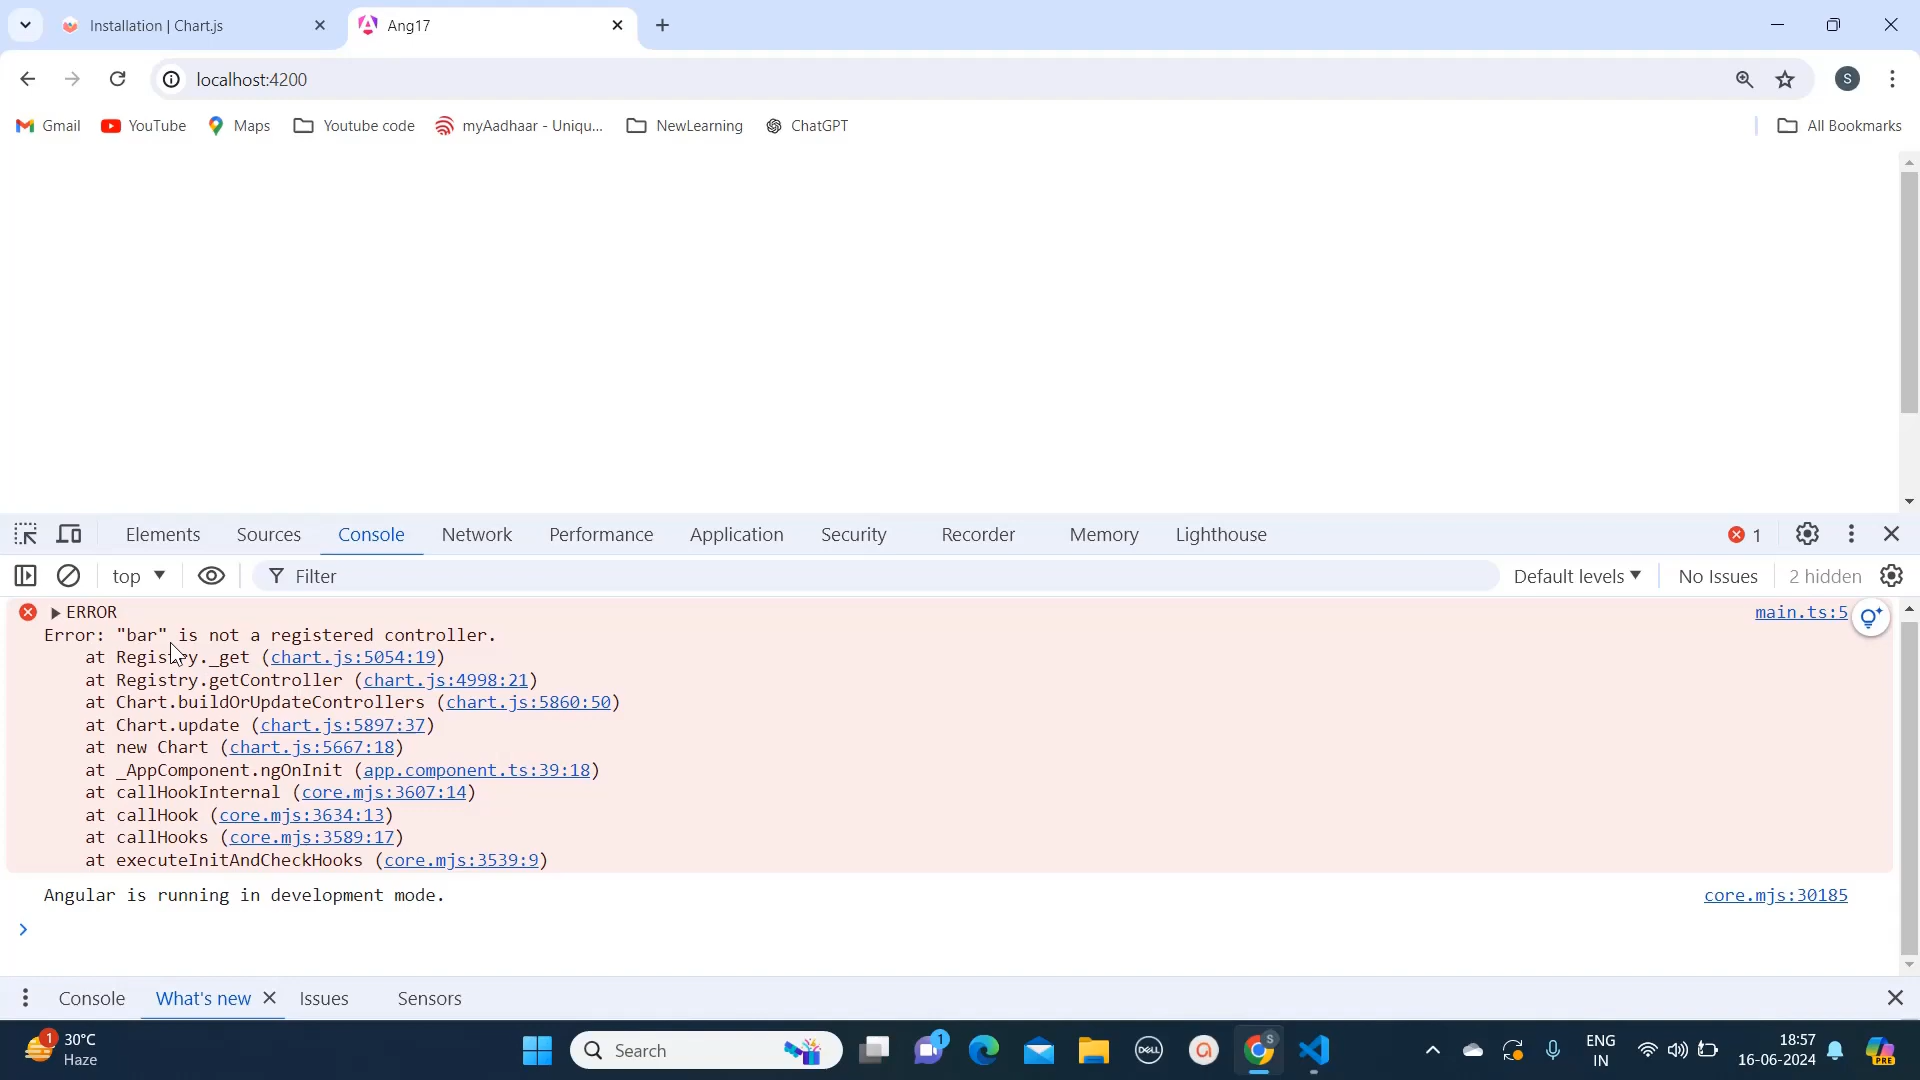 Installation | Chart.js
Ang17
localhost:4200
S
Gmail
YouTube
Maps
Youtube code
myAadhaar - Uniqu...
NewLearning
ChatGPT
All Bookmarks
Elements
Sources
Console
Network
Performance
Application
Security
Recorder
Memory
Lighthouse
1
top
Filter
Default levels
No Issues
2 hidden
ERROR
main.ts:5
Error: "bar" is not a registered controller.
at Registry._get (chart.js:5054:19)
at Registry.getController (chart.js:4998:21)
at Chart.buildOrUpdateControllers (chart.js:5860:50)
at Chart.update (chart.js:5897:37)
at new Chart (chart.js:5667:18)
at _AppComponent.ngOnInit (app.component.ts:39:18)
at callHookInternal (core.mjs:3607:14)
at callHook (core.mjs:3634:13)
at callHooks (core.mjs:3589:17)
at executeInitAndCheckHooks (core.mjs:3539:9)
Angular is running in development mode.
core.mjs:30185
Console
What's new
Issues
Sensors
1
30°C
Haze
Search
1
DELL
S
ENG
IN
18:57
16-06-2024
PRE